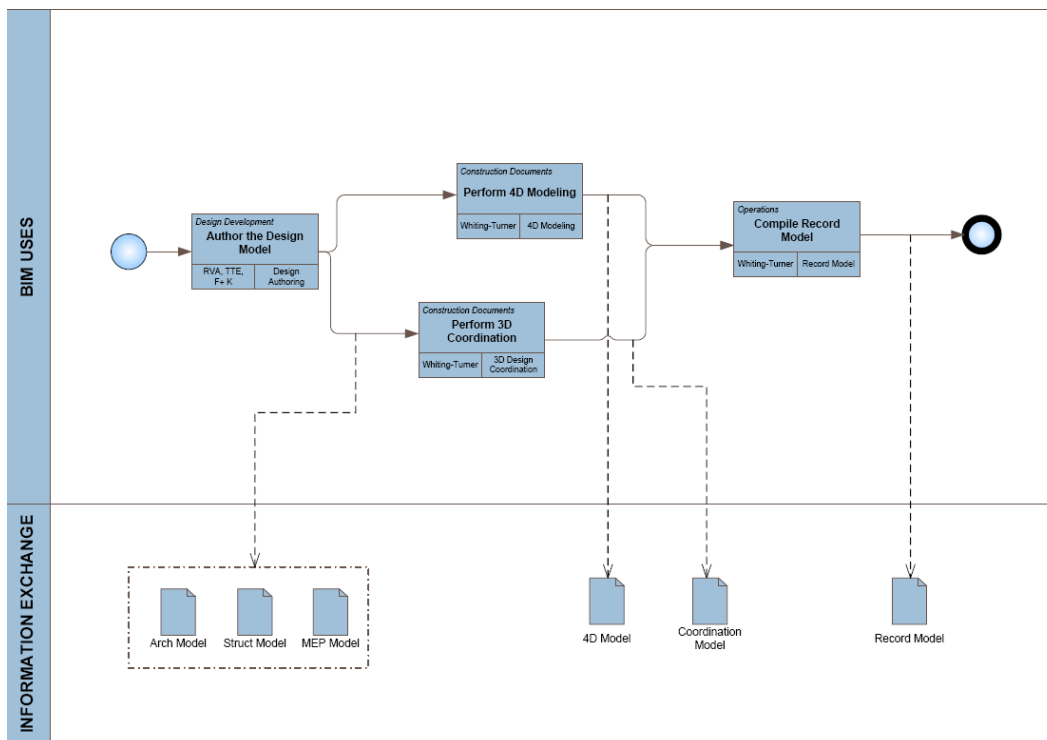 BIM USES
Design Development
Author the Design
Model
RVA, TTE,
F+ K
Design
Authoring
Construction Documents
Perform 4D Modeling
Whiting-Turner
4D Modeling
Construction Documents
Perform 3D
Coordination
Whiting-Turner
3D Design
Coordination
Operations
Compile Record
Model
Whiting-Turner
Record Model
INFORMATION EXCHANGE
Arch Model
Struct Model
MEP Model
4D Model
Coordination
Model
Record Model